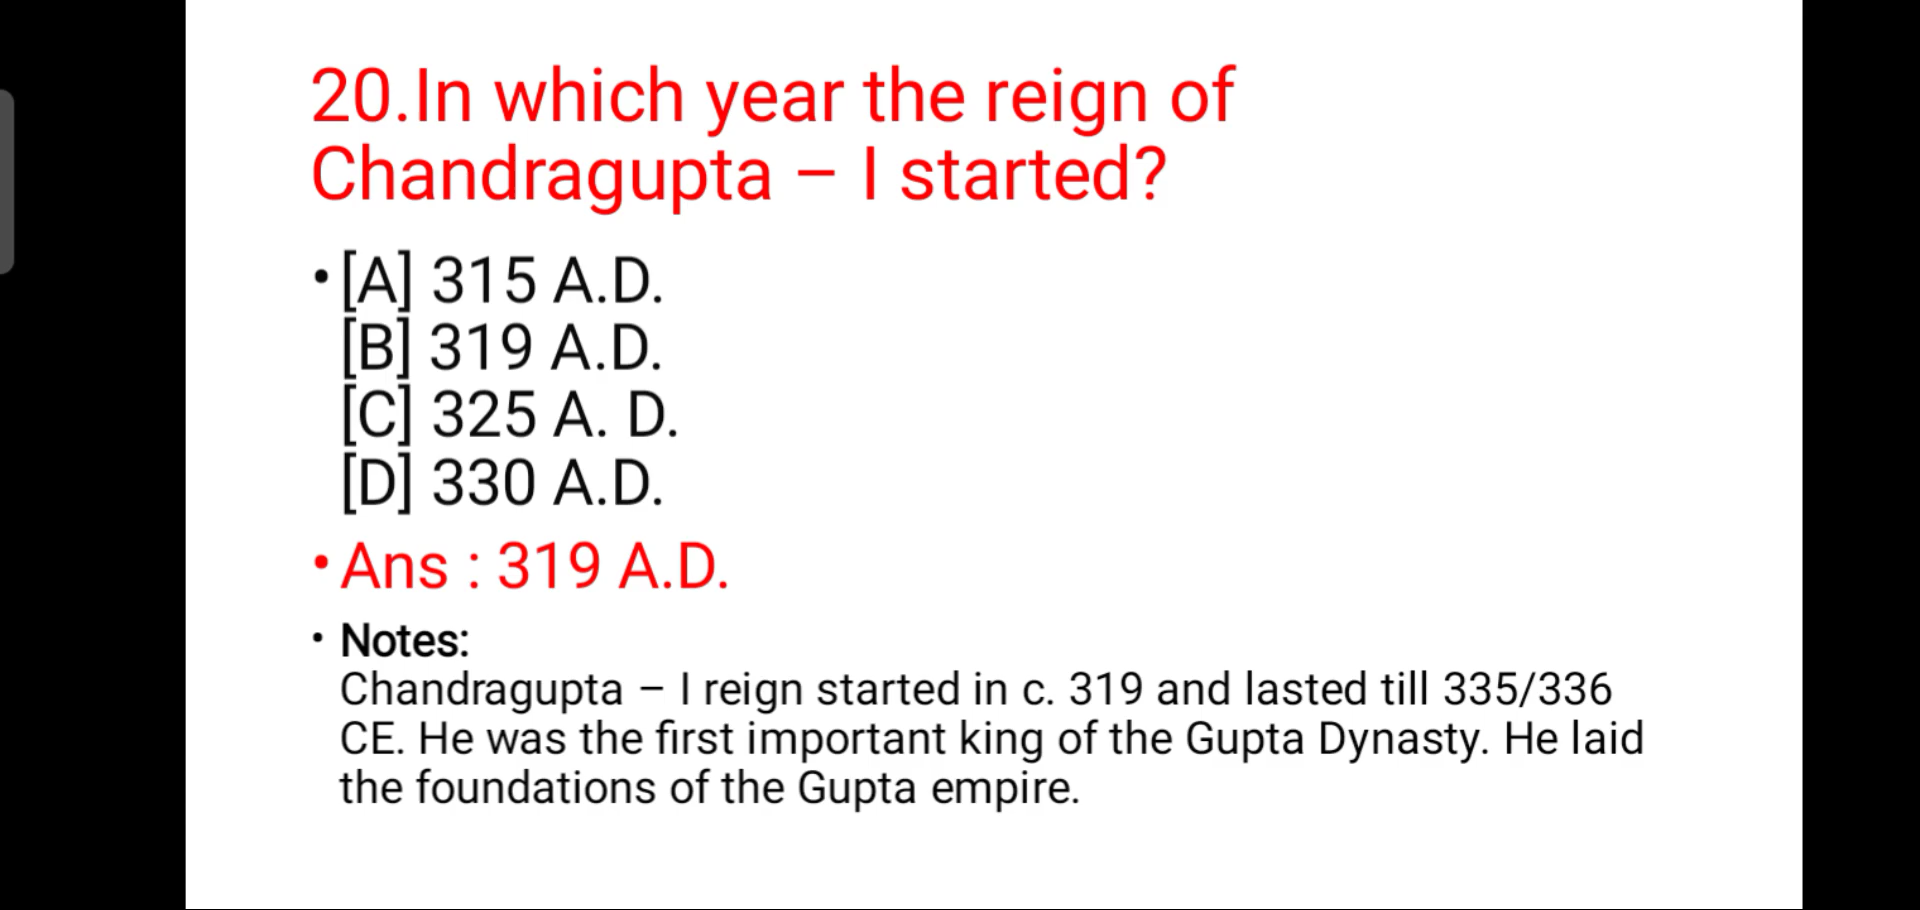 20.In which year the reign of
Chandragupta – I started?
• [A] 315 A.D.
[B] 319 A.D.
[C] 325 A. D.
[D] 330 A.D.
• Ans : 319 A.D.
• Notes:
Chandragupta – I reign started in c. 319 and lasted till 335/336
CE. He was the first important king of the Gupta Dynasty. He laid
the foundations of the Gupta empire.